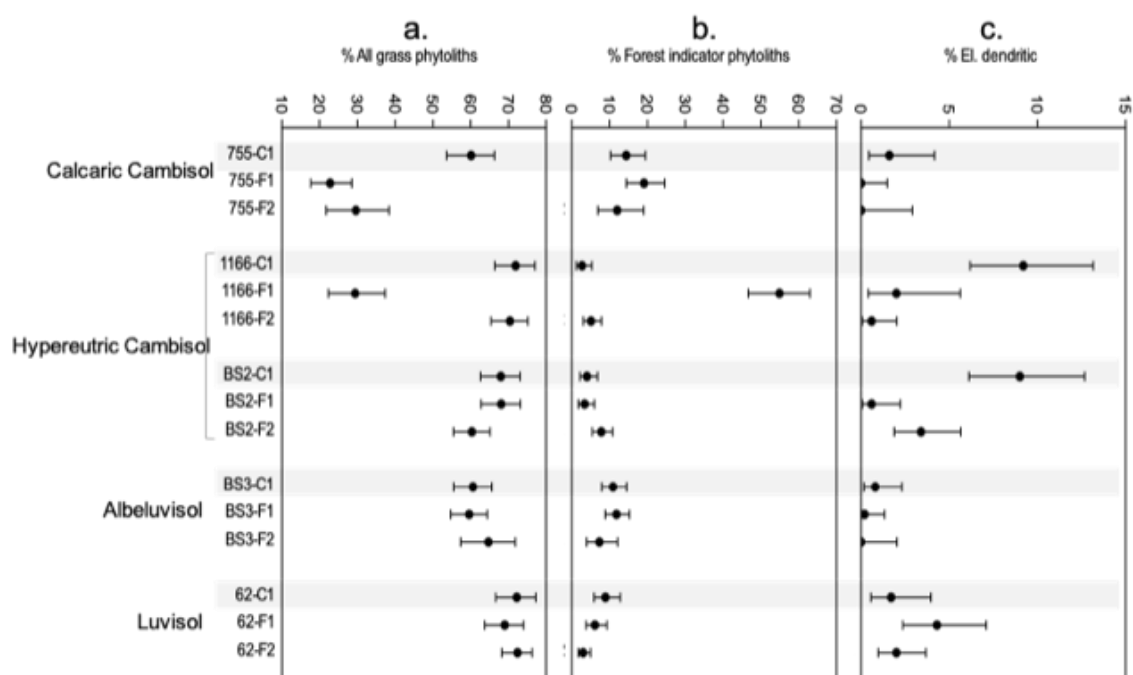 a. b. c.
% All grass phytoliths % Forest indicator phytoliths % El. dendritic
10 20 30 40 50 60 70 80 0 10 20 30 40 50 60 70 0 5 10 15
Calcaric Cambisol
755-C1
755-F1
755-F2
Hypereutric Cambisol
1166-C1
1166-F1
1166-F2
BS2-C1
BS2-F1
BS2-F2
Albeluvisol
BS3-C1
BS3-F1
BS3-F2
Luvisol
62-C1
62-F1
62-F2